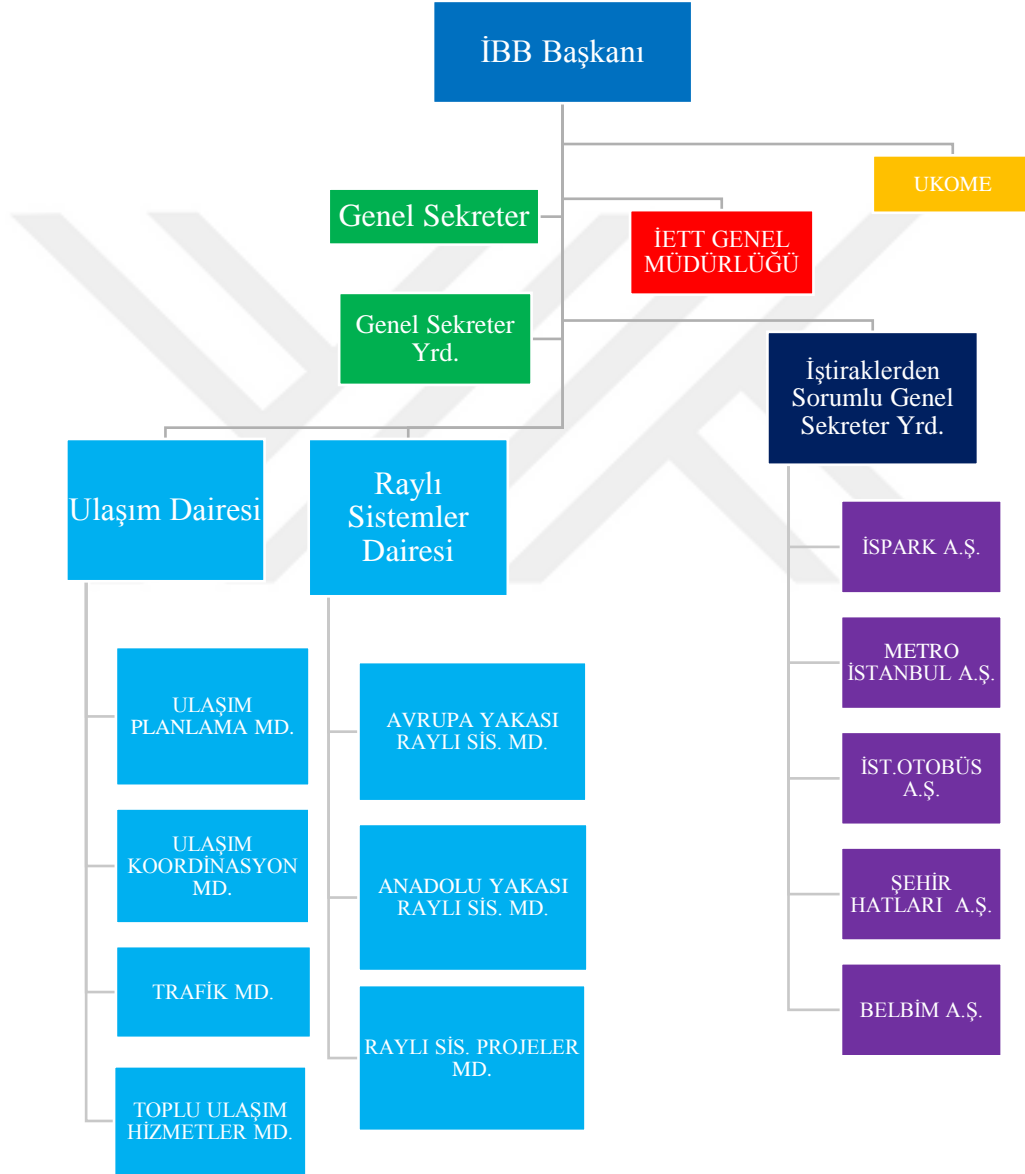 İBB Başkanı
UKOME
Genel Sekreter
İETT GENEL
MÜDÜRLÜĞÜ
Genel Sekreter
Yrd.
İştiraklerden
Sorumlu Genel
Sekreter Yrd.
Ulaşım Dairesi
Raylı
Sistemler
Dairesi
ULAŞIM
PLANLAMA MD.
ULAŞIM
KOORDİNASYON
MD.
TRAFİK MD.
TOPLU ULAŞIM
HİZMETLER MD.
AVRUPA YAKASI
RAYLI SİS. MD.
ANADOLU YAKASI
RAYLI SİS. MD.
RAYLI SİS. PROJELER
MD.
İSPARK A.Ş.
METRO
İSTANBUL A.Ş.
İST.OTOBÜS
A.Ş.
ŞEHİR
HATLARI A.Ş.
BELBİM A.Ş.